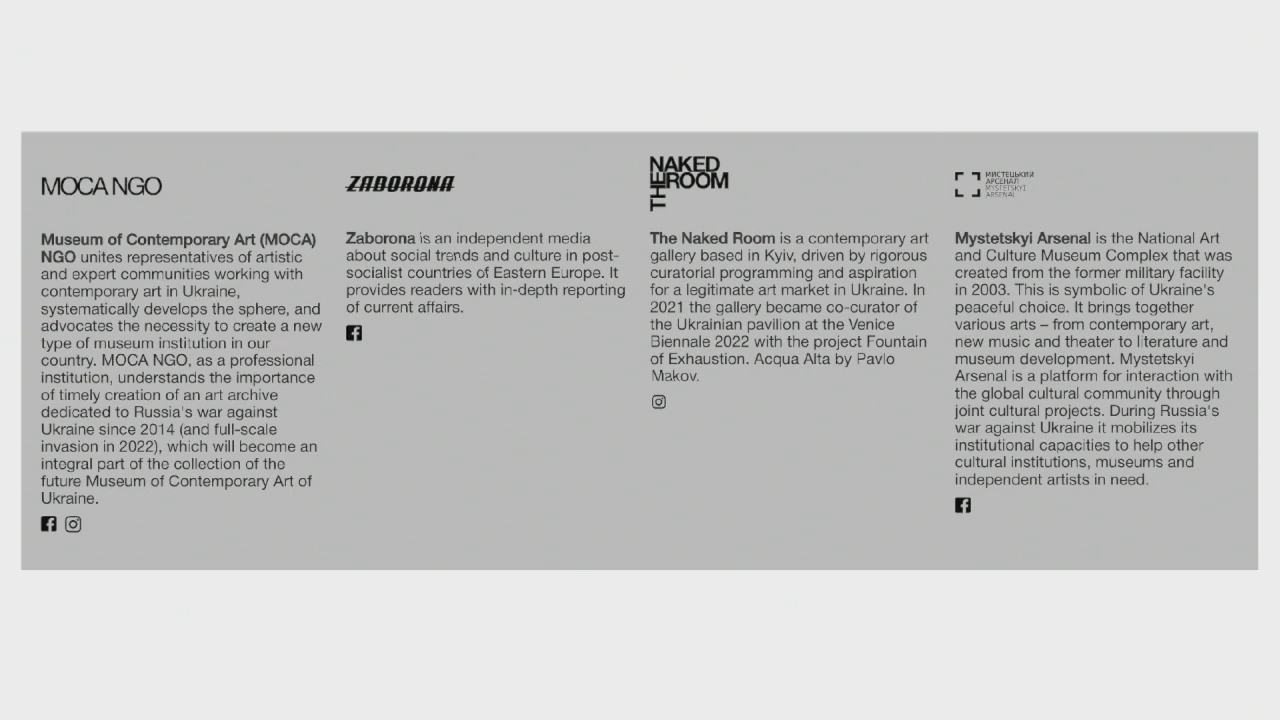 MOCA NGO
Museum of Contemporary Art (MOCA)
NGO unites representatives of artistic
and expert communities working with
contemporary art in Ukraine,
systematically develops the sphere, and
advocates the necessity to create a new
type of museum institution in our
country. MOCA NGO, as a professional
institution, understands the importance
of timely creation of an art archive
dedicated to Russia's war against
Ukraine since 2014 (and full-scale
invasion in 2022), which will become an
integral part of the collection of the
future Museum of Contemporary Art of
Ukraine.
ZABORONA
Zaborona is an independent media
about social trends and culture in post-
socialist countries of Eastern Europe. It
provides readers with in-depth reporting
of current affairs.
THE
NAKED
ROOM
The Naked Room is a contemporary art
gallery based in Kyiv, driven by rigorous
curatorial programming and aspiration
for a legitimate art market in Ukraine. In
2021 the gallery became co-curator of
the Ukrainian pavilion at the Venice
Biennale 2022 with the project Fountain
of Exhaustion. Acqua Alta by Pavlo
Makov.
МИСТЕЦЬКИЙ
АРСЕНАЛ
MYSTETSKYI
ARSENAL
Mystetskyi Arsenal is the National Art
and Culture Museum Complex that was
created from the former military facility
in 2003. This is symbolic of Ukraine's
peaceful choice. It brings together
various arts – from contemporary art,
new music and theater to literature and
museum development. Mystetskyi
Arsenal is a platform for interaction with
the global cultural community through
joint cultural projects. During Russia's
war against Ukraine it mobilizes its
institutional capacities to help other
cultural institutions, museums and
independent artists in need.